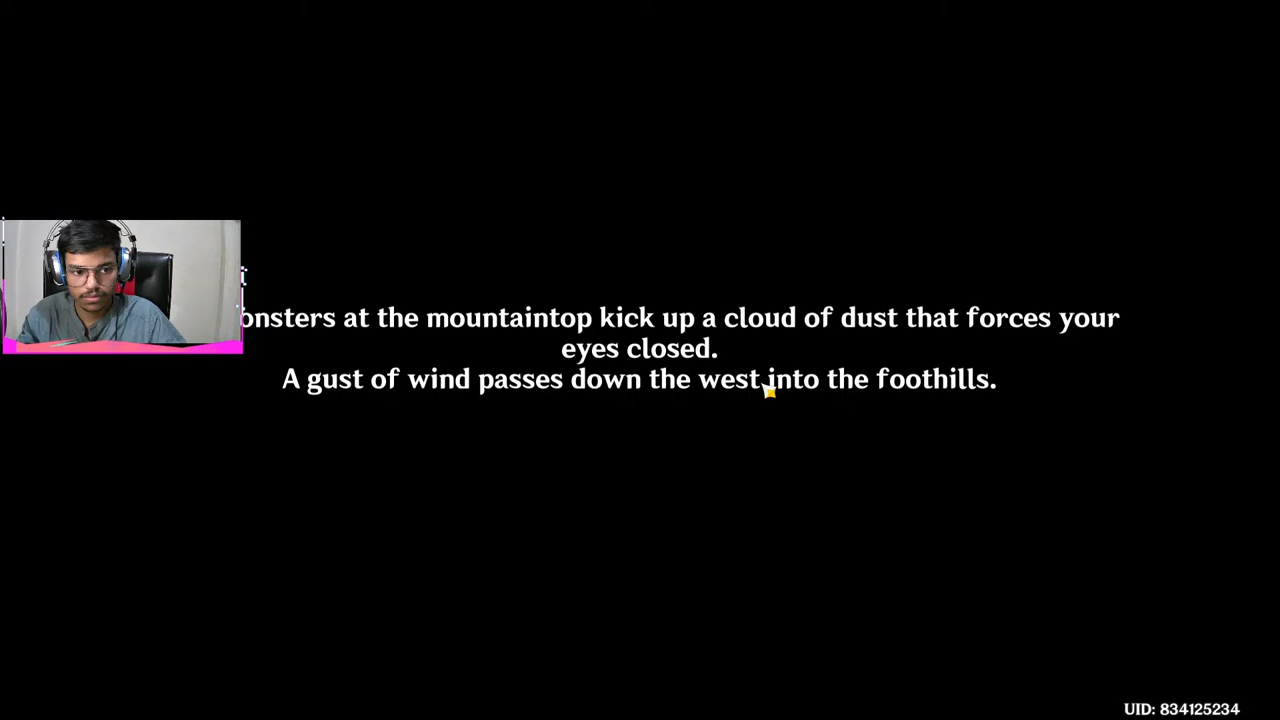 at the mountaintop kick up a cloud of dust that forces your
eyes closed.
A gust of wind passes down the west into the foothills.
UID: 834125234